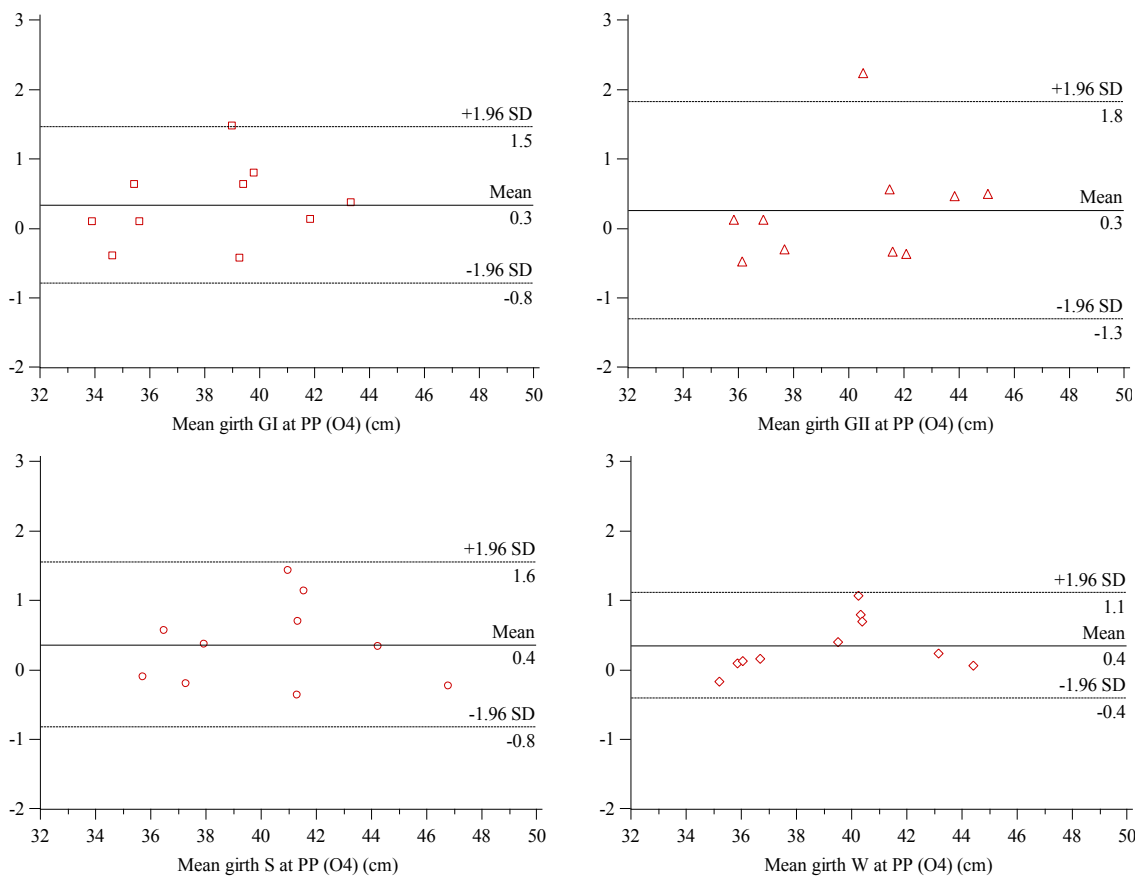 3
2
+1.96 SD
1.5
1
Mean
0.3
0
-1.96 SD
-0.8
-1
-2
32 34 36 38 40 42 44 46 48 50
Mean girth GI at PP (O4) (cm)
3
2
+1.96 SD
1.8
1
Mean
0.3
0
-1.96 SD
-1.3
-1
-2
32 34 36 38 40 42 44 46 48 50
Mean girth GII at PP (O4) (cm)
3
2
+1.96 SD
1.6
1
Mean
0.4
0
-1.96 SD
-0.8
-1
-2
32 34 36 38 40 42 44 46 48 50
Mean girth S at PP (O4) (cm)
3
2
+1.96 SD
1.1
1
Mean
0.4
0
-1.96 SD
-0.4
-1
-2
32 34 36 38 40 42 44 46 48 50
Mean girth W at PP (O4) (cm)